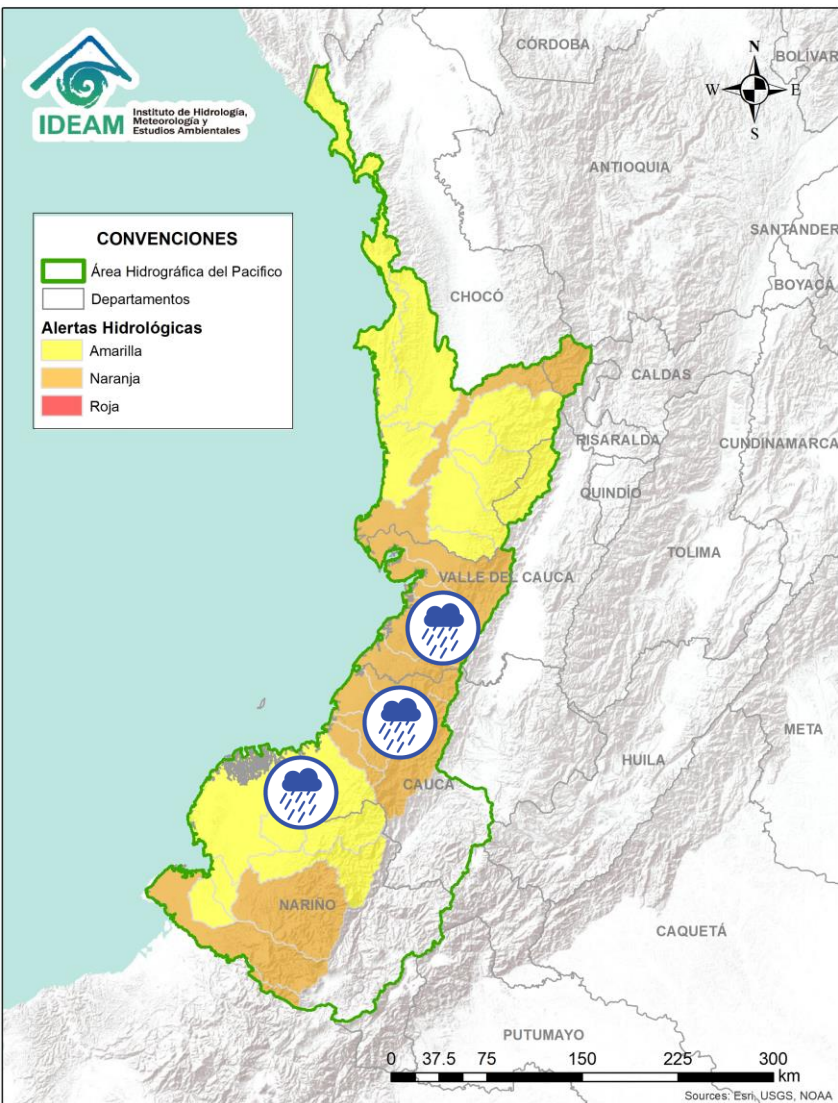 IDEAM
Instituto de Hidrología,
Meteorología y
Estudios Ambientales
CÓRDOBA
BOLÍVAR
N
W
E
S
ANTIOQUIA
SANTANDER
BOYACÁ
CONVENCIONES
Área Hidrográfica del Pacifico
Departamentos
Alertas Hidrológicas
Amarilla
Naranja
Roja
CHOCÓ
CALDAS
RISARALDA
CUNDINAMARCA
QUINDÍO
TOLIMA
VALLE DEL CAUCA
META
HUILA
CAUCA
NARIÑO
CAQUETÁ
PUTUMAYO
0 37.5 75 150 225 300
km
Sources: Esri, USGS, NOAA